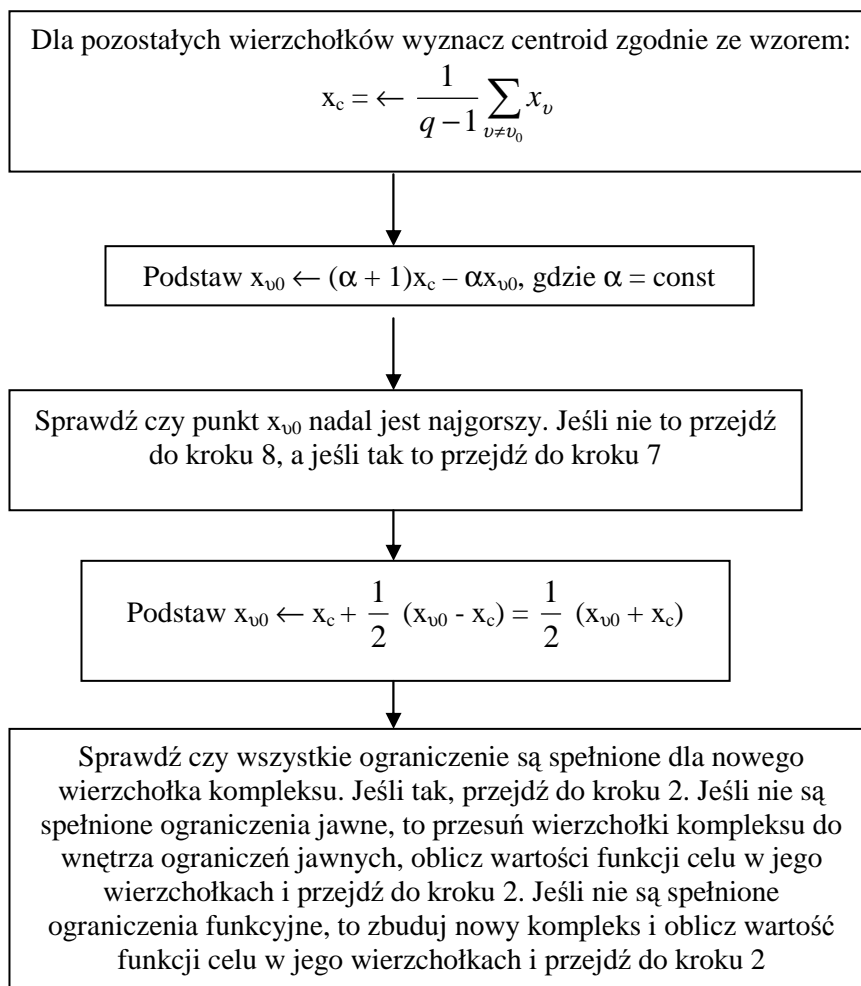 Dla pozostałych wierzchołków wyznacz centroid zgodnie ze wzorem:
x_c = ← \frac{1}{q-1} \sum_{υ≠υ_0} x_υ
Podstaw x_υ0 ← (α + 1)x_c – αx_υ0, gdzie α = const
Sprawdź czy punkt x_υ0 nadal jest najgorszy. Jeśli nie to przejdź
do kroku 8, a jeśli tak to przejdź do kroku 7
Podstaw x_υ0 ← x_c + \frac{1}{2} (x_υ0 - x_c) = \frac{1}{2} (x_υ0 + x_c)
Sprawdź czy wszystkie ograniczenie są spełnione dla nowego
wierzchołka kompleksu. Jeśli tak, przejdź do kroku 2. Jeśli nie są
spełnione ograniczenia jawne, to przesuń wierzchołki kompleksu do
wnętrza ograniczeń jawnych, oblicz wartości funkcji celu w jego
wierzchołkach i przejdź do kroku 2. Jeśli nie są spełnione
ograniczenia funkcyjne, to zbuduj nowy kompleks i oblicz wartość
funkcji celu w jego wierzchołkach i przejdź do kroku 2